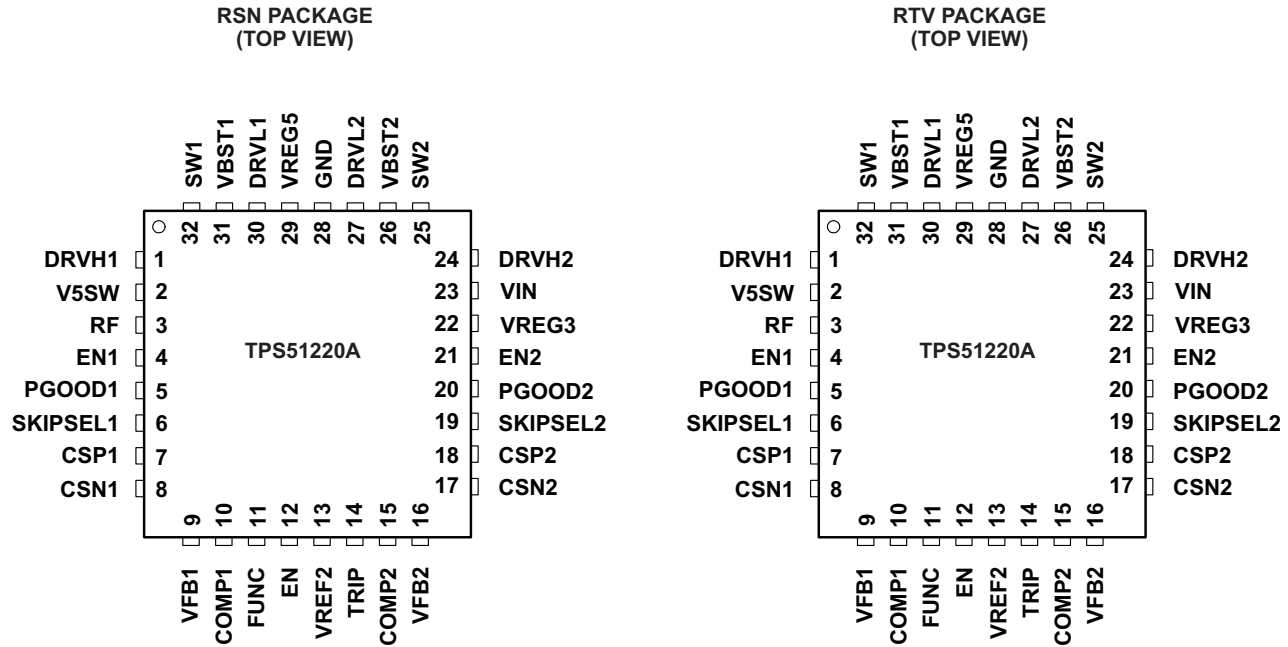 RSN PACKAGE
(TOP VIEW)
SW1
VBST1
DRVL1
VREG5
GND
DRVL2
VBST2
SW2
32
31
30
29
28
27
26
25
DRVH1 1
V5SW 2
RF 3
EN1 4
PGOOD1 5
SKIPSEL1 6
CSP1 7
CSN1 8
TPS51220A
24 DRVH2
23 VIN
22 VREG3
21 EN2
20 PGOOD2
19 SKIPSEL2
18 CSP2
17 CSN2
9
10
11
12
13
14
15
16
VFB1
COMP1
FUNC
EN
VREF2
TRIP
COMP2
VFB2
RTV PACKAGE
(TOP VIEW)
SW1
VBST1
DRVL1
VREG5
GND
DRVL2
VBST2
SW2
32
31
30
29
28
27
26
25
DRVH1 1
V5SW 2
RF 3
EN1 4
PGOOD1 5
SKIPSEL1 6
CSP1 7
CSN1 8
TPS51220A
24 DRVH2
23 VIN
22 VREG3
21 EN2
20 PGOOD2
19 SKIPSEL2
18 CSP2
17 CSN2
9
10
11
12
13
14
15
16
VFB1
COMP1
FUNC
EN
VREF2
TRIP
COMP2
VFB2